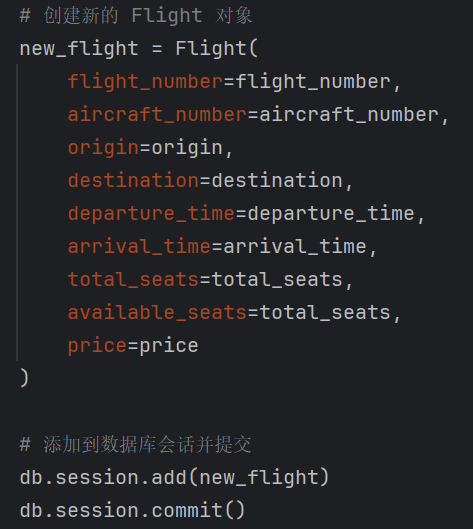 # 创建新的 Flight 对象
new_flight = Flight(
flight_number=flight_number,
aircraft_number=aircraft_number,
origin=origin,
destination=destination,
departure_time=departure_time,
arrival_time=arrival_time,
total_seats=total_seats,
available_seats=total_seats,
price=price
)
# 添加到数据库会话并提交
db.session.add(new_flight)
db.session.commit()